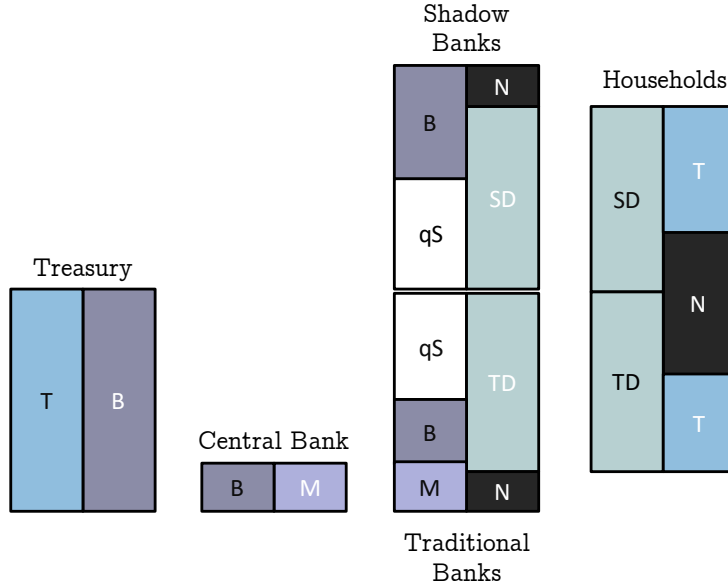 Shadow
Banks
Households
Treasury
Central Bank
T
B
B
M
B
N
SD
qS
qS
TD
B
M
N
SD
T
N
TD
T
Traditional
Banks